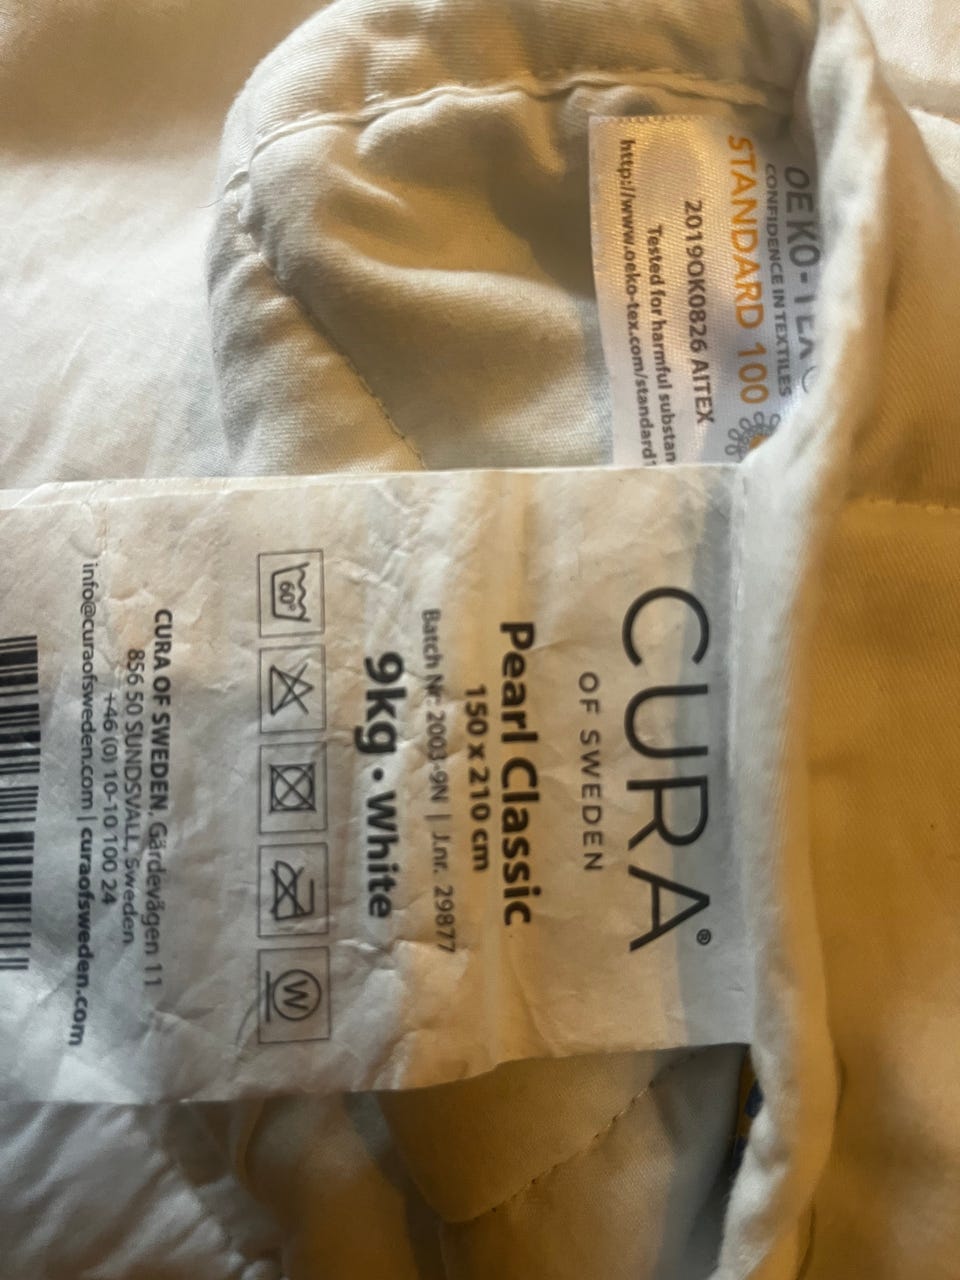 OEKO-TEX®
CONFIDENCE IN TEXTILES
STANDARD 100
2019OK0826 AITEX
Tested for harmful substan
http://www.oeko-tex.com/standard1
CURA®
OF SWEDEN
Pearl Classic
150 x 210 cm
Batch Nr: 2003-9N | J.nr. 29877
9kg • White
60°
W
CURA OF SWEDEN, Gärdevägen 11
856 50 SUNDSVALL, Sweden
+46 (0) 10-10 100 24
info@curaofsweden.com | curaofsweden.com